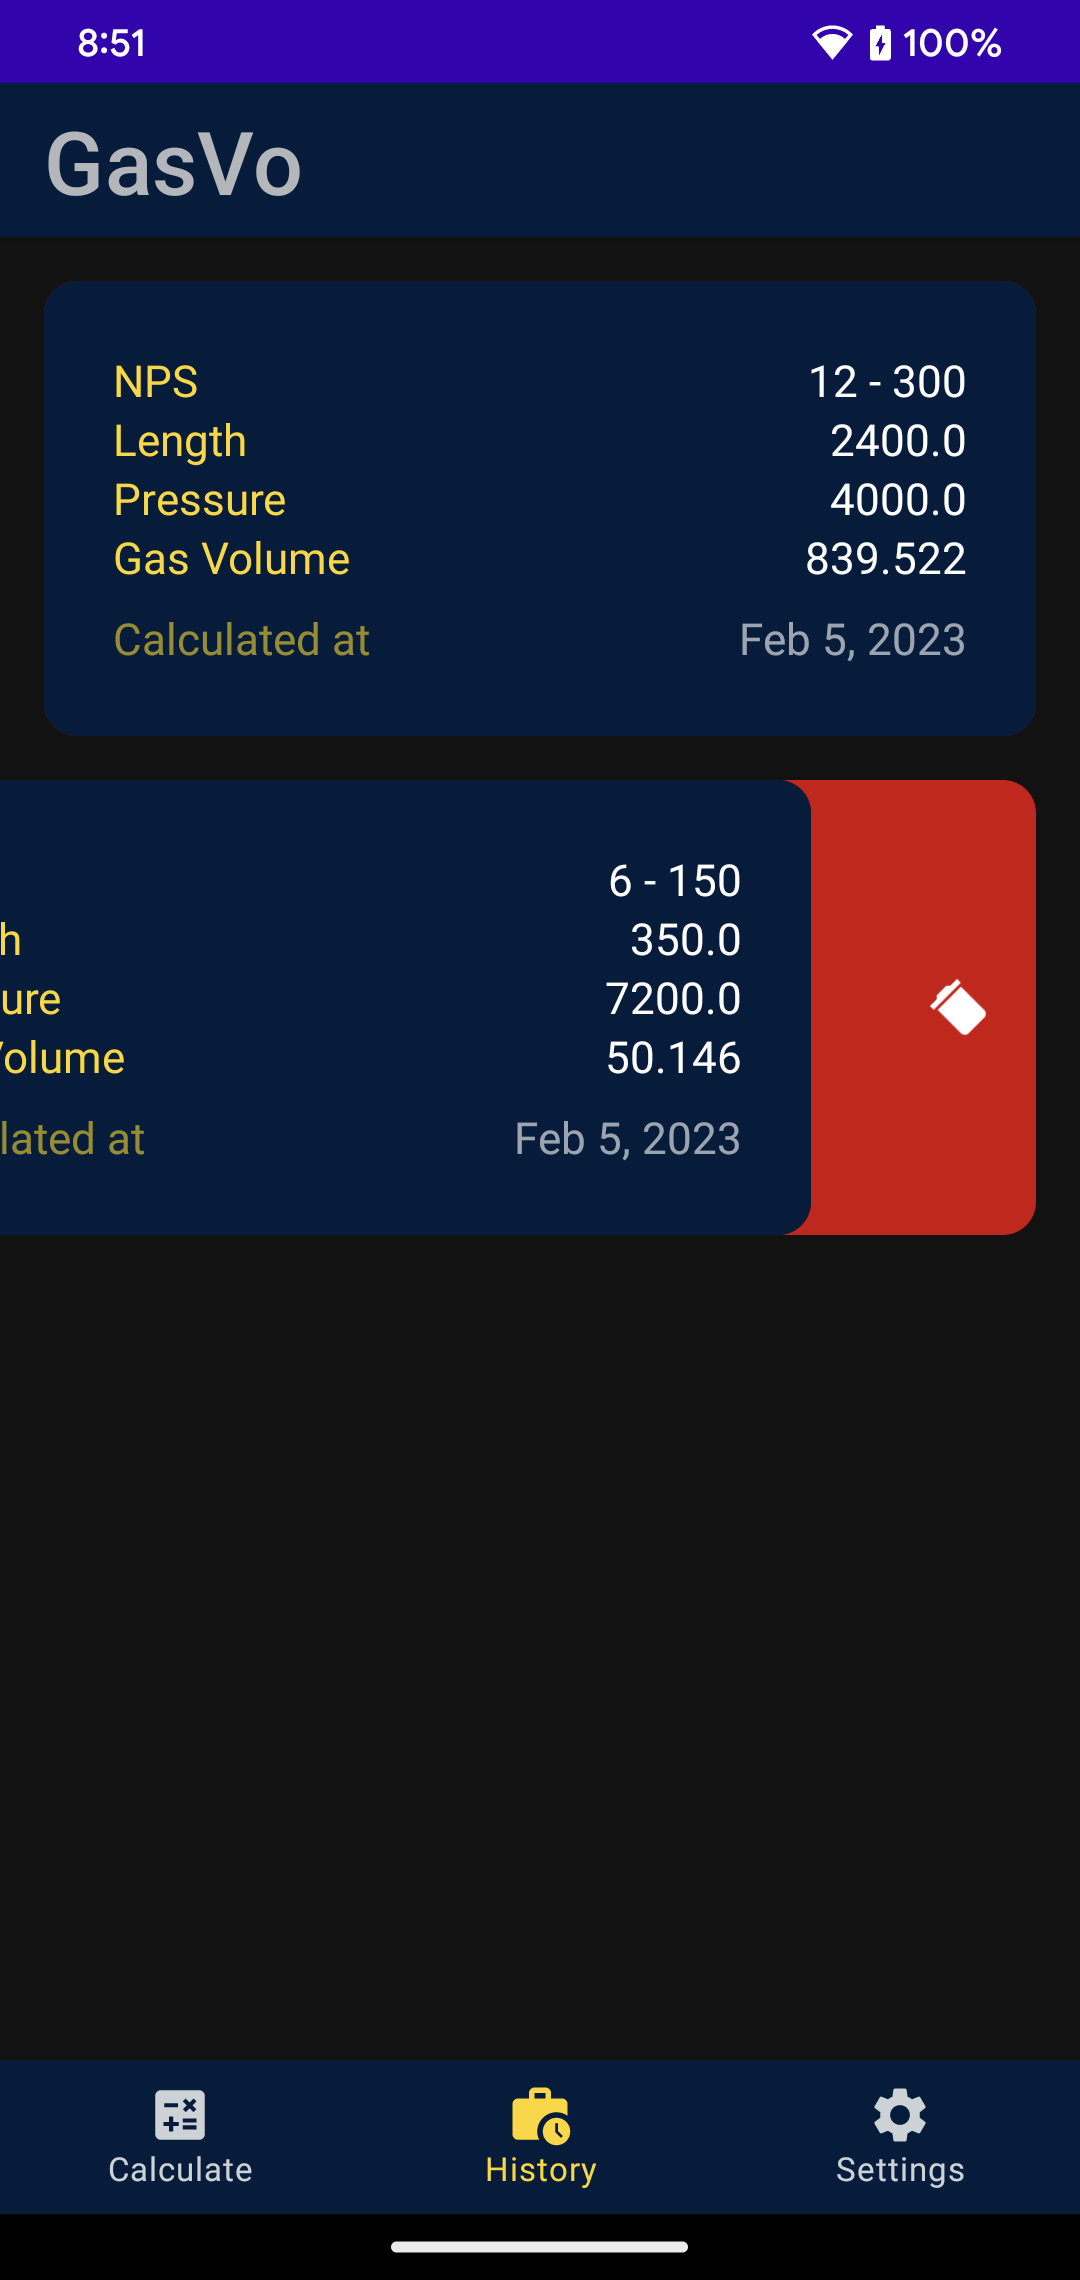 8:51 100%
GasVo
NPS 12 - 300
Length 2400.0
Pressure 4000.0
Gas Volume 839.522
Calculated at Feb 5, 2023
6 - 150
h 350.0
ure 7200.0
Volume 50.146
lated at Feb 5, 2023
Calculate History Settings